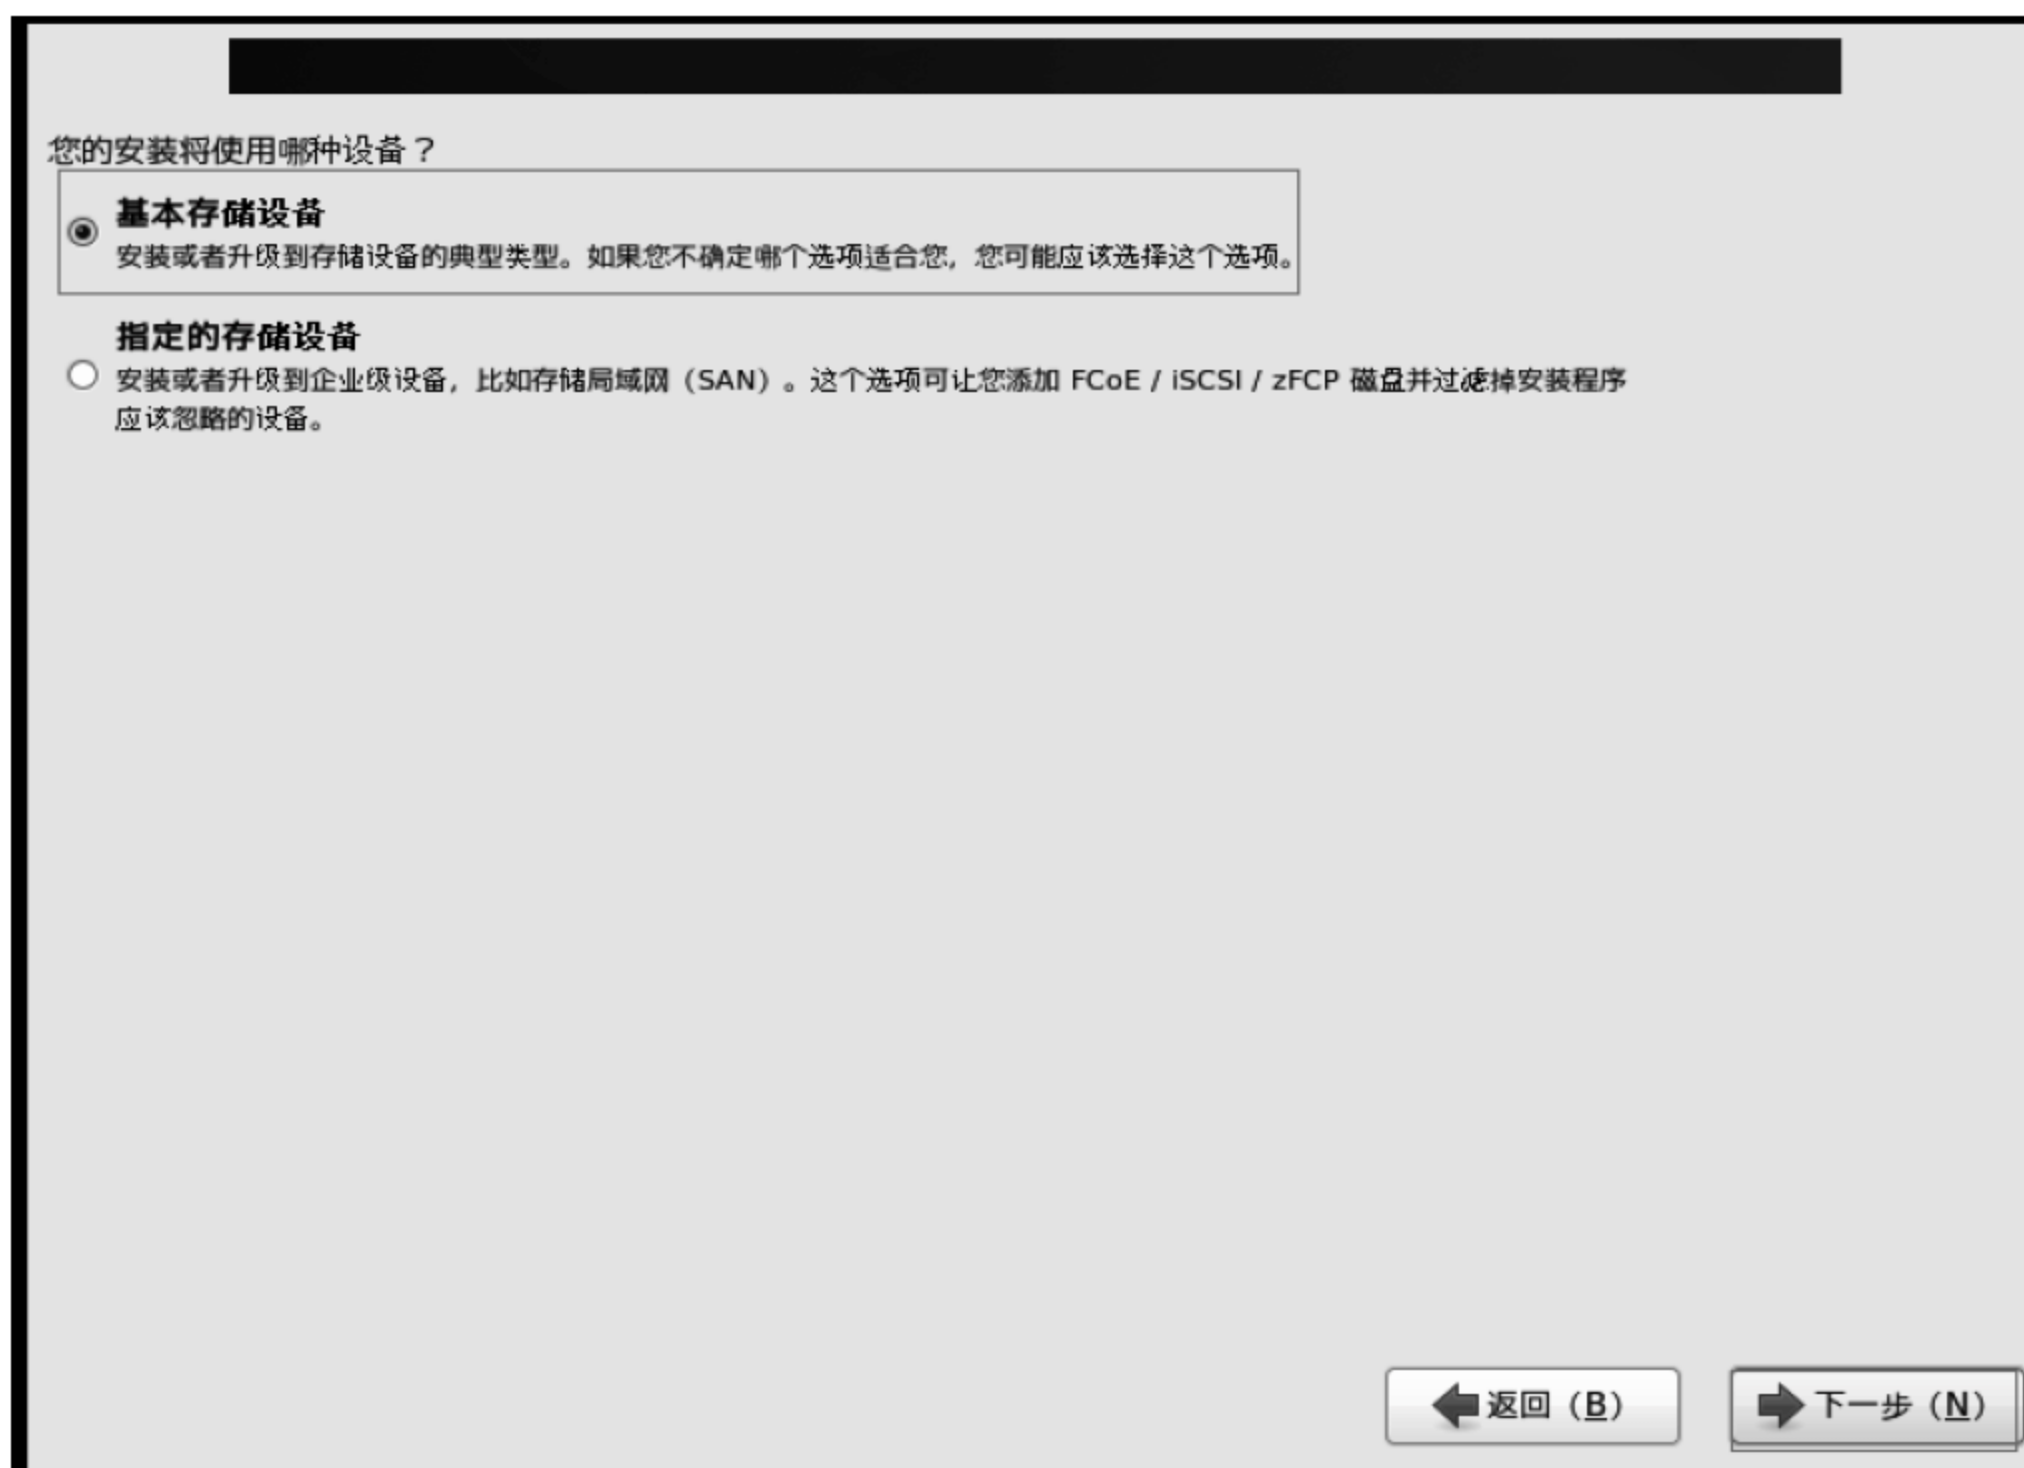 您的安装将使用哪种设备？
基本存储设备
安装或者升级到存储设备的典型类型。如果您不确定哪个选项适合您，您可能应该选择这个选项。
指定的存储设备
安装或者升级到企业级设备，比如存储局域网（SAN）。这个选项可让您添加 FCoE / iSCSI / zFCP 磁盘并过滤掉安装程序
应该忽略的设备。
返回（B） 下一步（N）